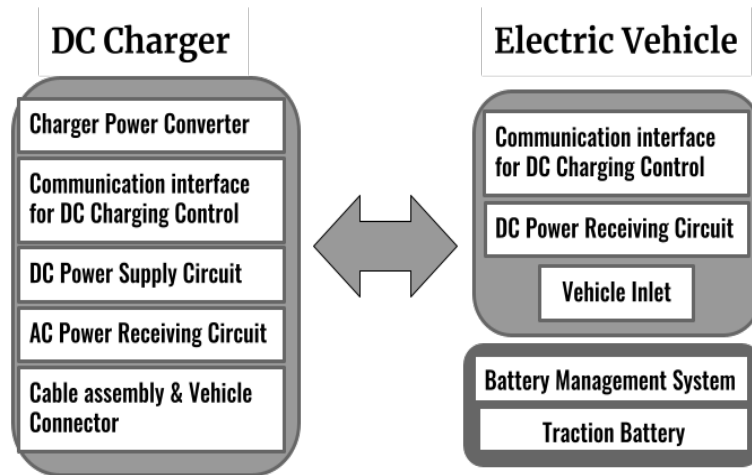 DC Charger
Charger Power Converter
Communication interface
for DC Charging Control
DC Power Supply Circuit
AC Power Receiving Circuit
Cable assembly & Vehicle
Connector
Electric Vehicle
Communication interface
for DC Charging Control
DC Power Receiving Circuit
Vehicle Inlet
Battery Management System
Traction Battery